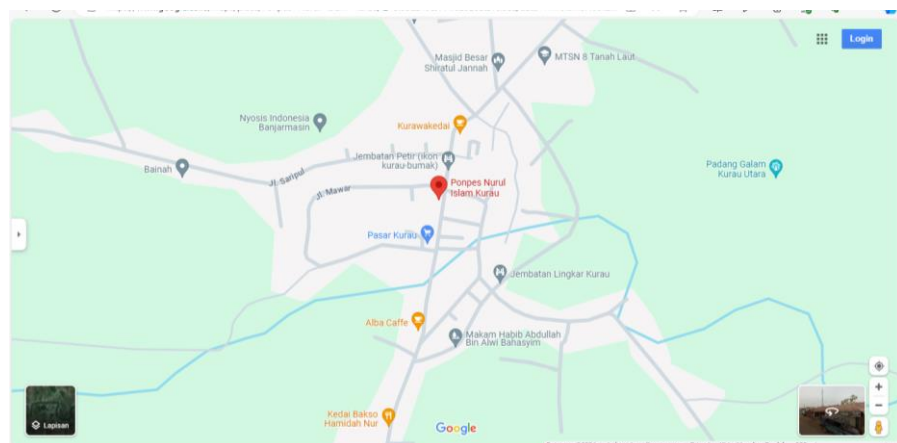 Login
Masjid Besar
Shiratul Jannah
MTSN 8 Tanah Laut
Nyosis Indonesia
Banjarmasin
Kurawakedai
Jembatan Petir (ikon
kurau-bumak)
Bainah
Jl. Saripul
Jl. Mawar
Ponpes Nurul
Islam Kurau
Padang Galam
Kurau Utara
Pasar Kurau
Jembatan Lingkar Kurau
Alba Caffe
Makam Habib Abdullah
Bin Alwi Bahasyim
Kedai Bakso
Hamidah Nur
Lapisan
Google